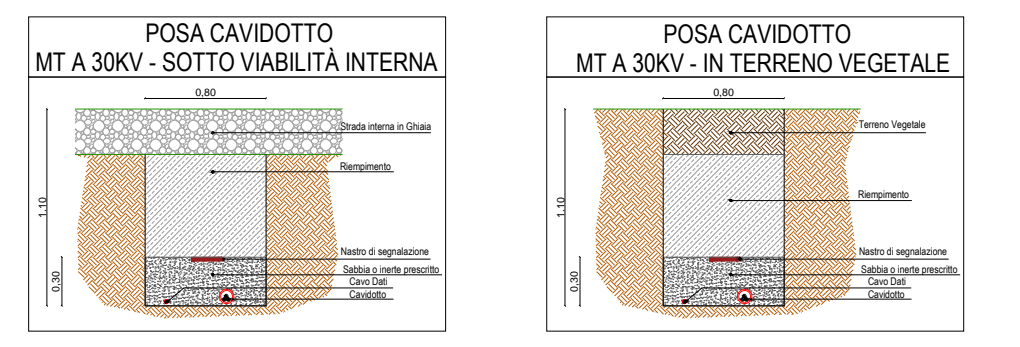 POSA CAVIDOTTO
MT A 30KV - SOTTO VIABILITÀ INTERNA
0,80
Strada interna in Ghiaia
Riempimento
1,10
Nastro di segnalazione
0,30
Sabbia o inerte prescritto
Cavo Dati
Cavidotto
POSA CAVIDOTTO
MT A 30KV - IN TERRENO VEGETALE
0,80
Terreno Vegetale
Riempimento
1,10
Nastro di segnalazione
0,30
Sabbia o inerte prescritto
Cavo Dati
Cavidotto